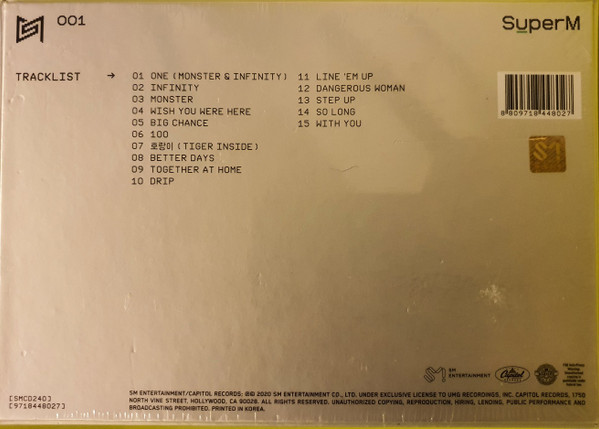 001
SuperM
TRACKLIST →
01 ONE (MONSTER & INFINITY)
02 INFINITY
03 MONSTER
04 WISH YOU WERE HERE
05 BIG CHANCE
06 100
07 호랑이 (TIGER INSIDE)
08 BETTER DAYS
09 TOGETHER AT HOME
10 DRIP
11 LINE 'EM UP
12 DANGEROUS WOMAN
13 STEP UP
14 SO LONG
15 WITH YOU
8 809718 448027
SM
SM
ENTERTAINMENT
Capitol
[SMCD240]
[9718448027]
SM ENTERTAINMENT/CAPITOL RECORDS; ℗© 2020 SM ENTERTAINMENT CO., LTD. UNDER EXCLUSIVE LICENSE TO UMG RECORDINGS, INC. CAPITOL RECORDS, 1750
NORTH VINE STREET, HOLLYWOOD, CA 90028. ALL RIGHTS RESERVED. UNAUTHORIZED COPYING, REPRODUCTION, HIRING, LENDING, PUBLIC PERFORMANCE AND
BROADCASTING PROHIBITED. PRINTED IN KOREA.